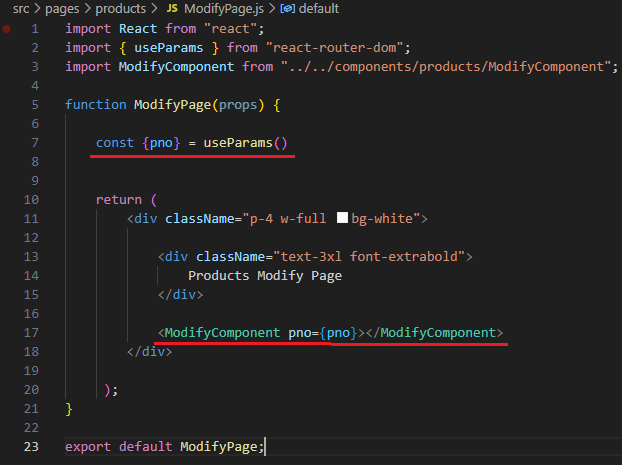 src > pages > products > JS ModifyPage.js > default
1 import React from "react";
2 import { useParams } from "react-router-dom";
3 import ModifyComponent from "../../components/products/ModifyComponent";
4
5 function ModifyPage(props) {
6
7 const {pno} = useParams()
8
9
10 return (
11 <div className="p-4 w-full bg-white">
12
13 <div className="text-3xl font-extrabold">
14 Products Modify Page
15 </div>
16
17 <ModifyComponent pno={pno}></ModifyComponent>
18 </div>
19
20 );
21 }
22
23 export default ModifyPage;